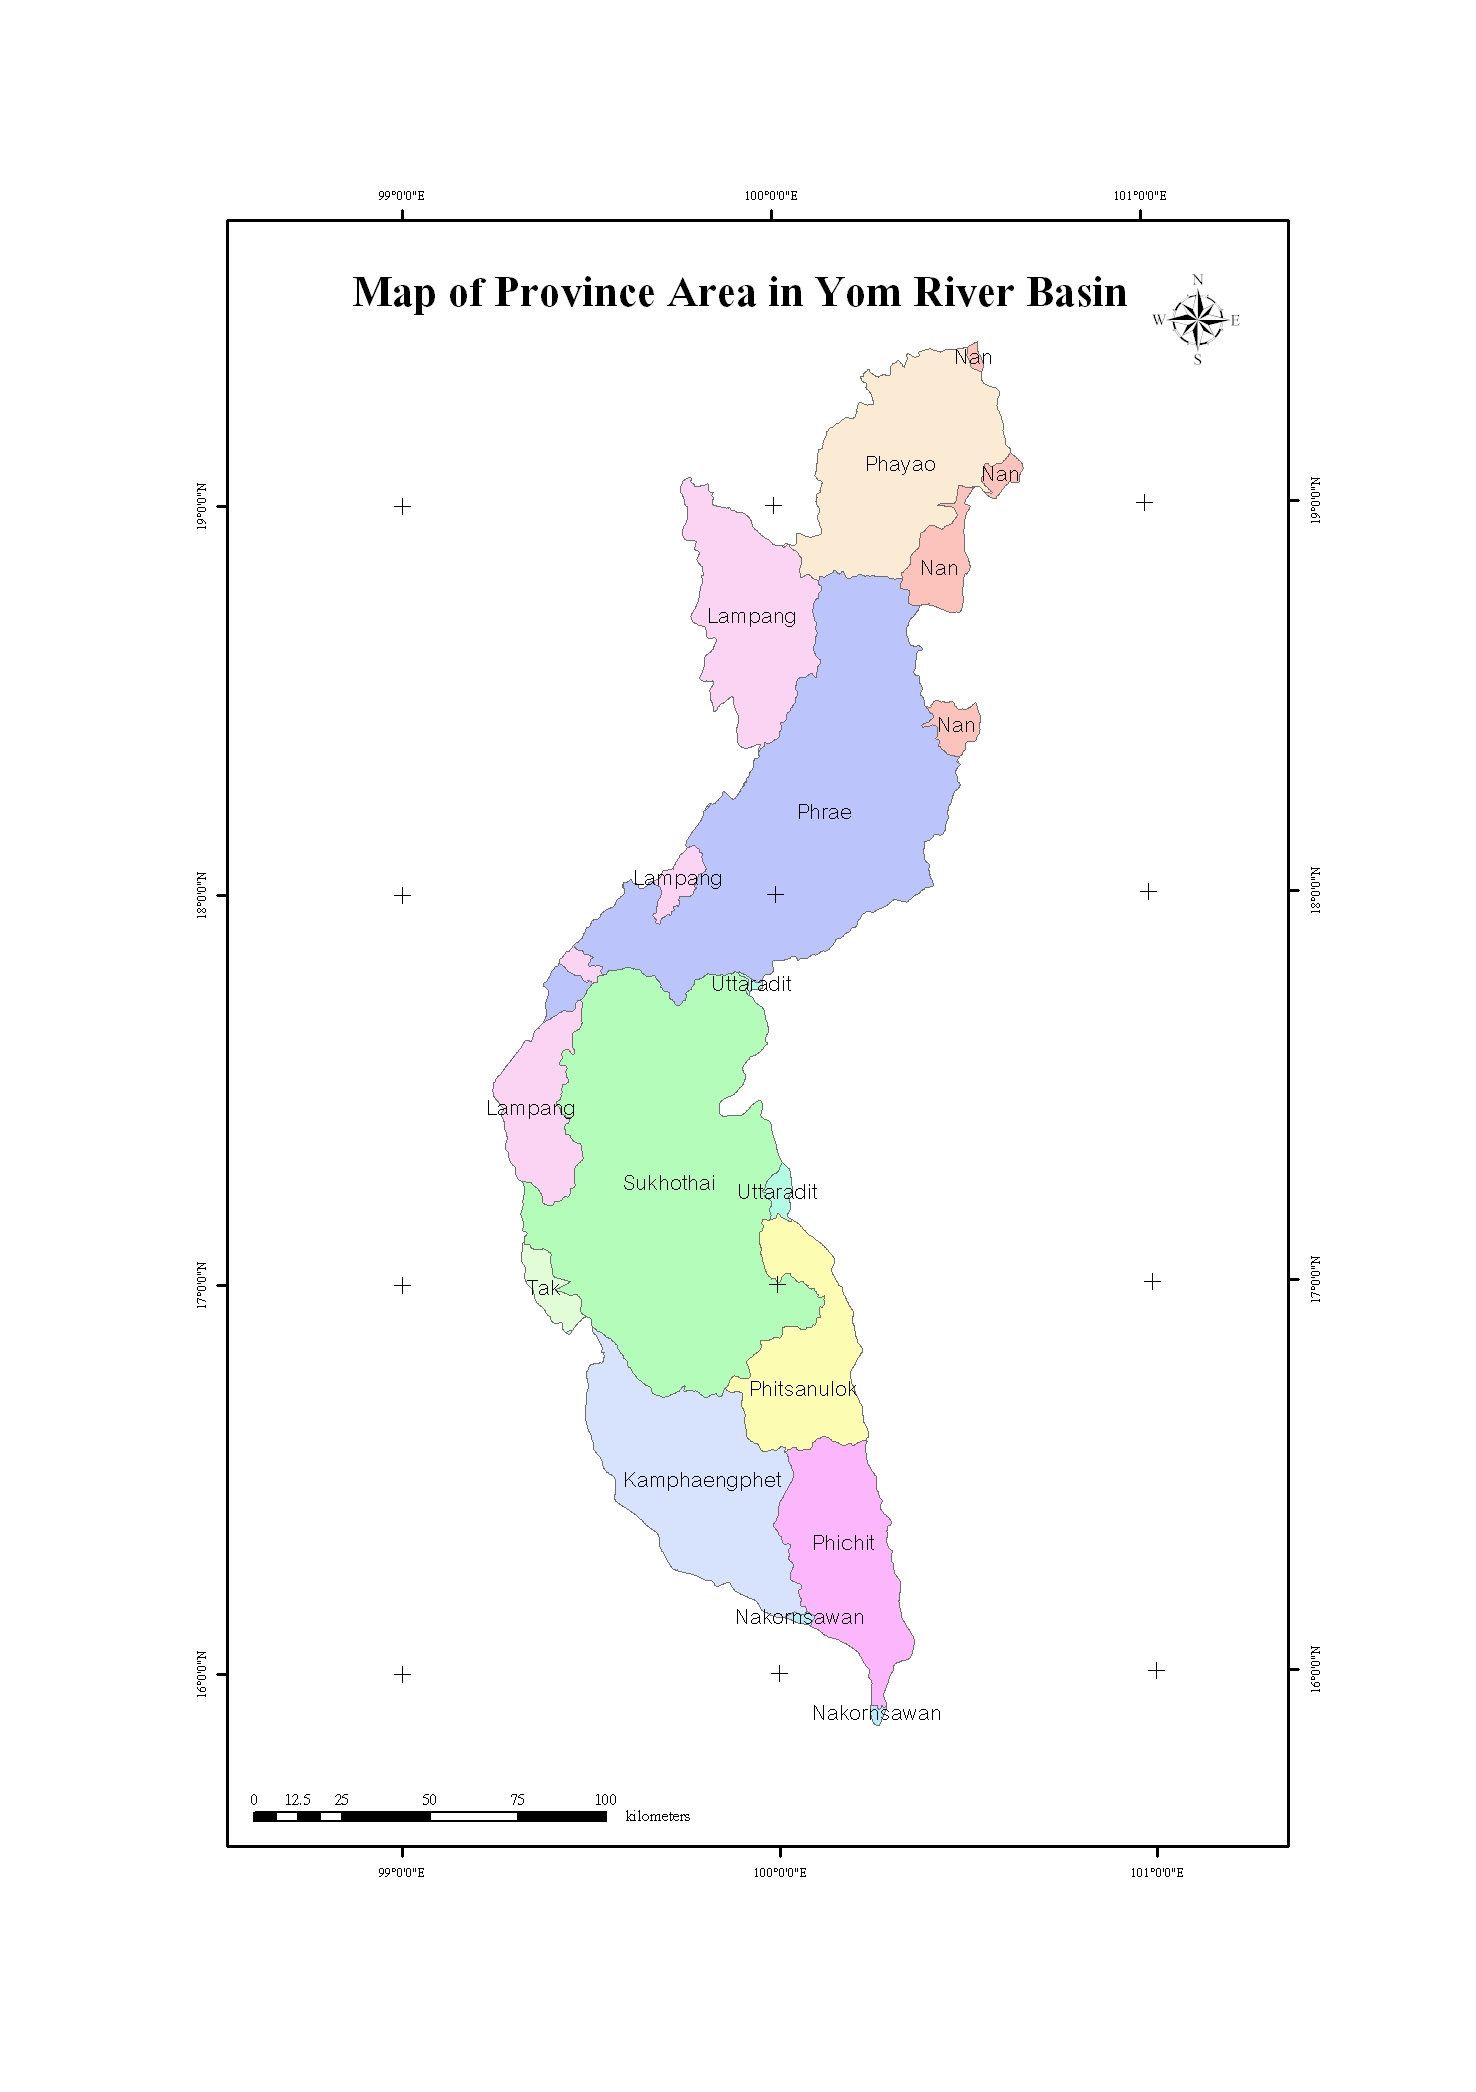 99°0'0"E 100°0'0"E 101°0'0"E
Map of Province Area in Yom River Basin
N
W E
S
Nan
Phayao
Nan
19°0'0"N 19°0'0"N
Nan
Lampang
Nan
Phrae
Lampang
18°0'0"N 18°0'0"N
Uttaradit
Lampang
Sukhothai
Uttaradit
Tak
17°0'0"N 17°0'0"N
Phitsanulok
Kamphaengphet
Phichit
Nakornsawan
16°0'0"N 16°0'0"N
Nakornsawan
0 12.5 25 50 75 100
kilometers
99°0'0"E 100°0'0"E 101°0'0"E